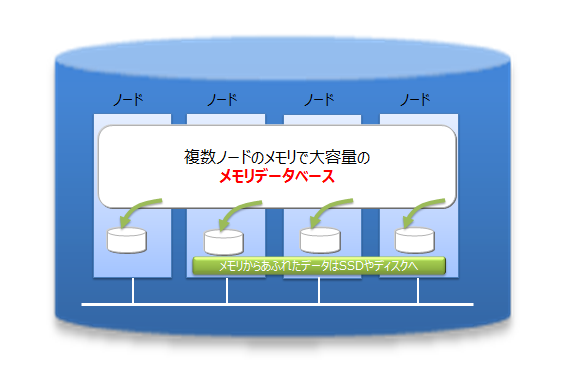 ノード ノード ノード ノード
複数ノードのメモリで大容量の
メモリデータベース
メモリからあふれたデータはSSDやディスクへ